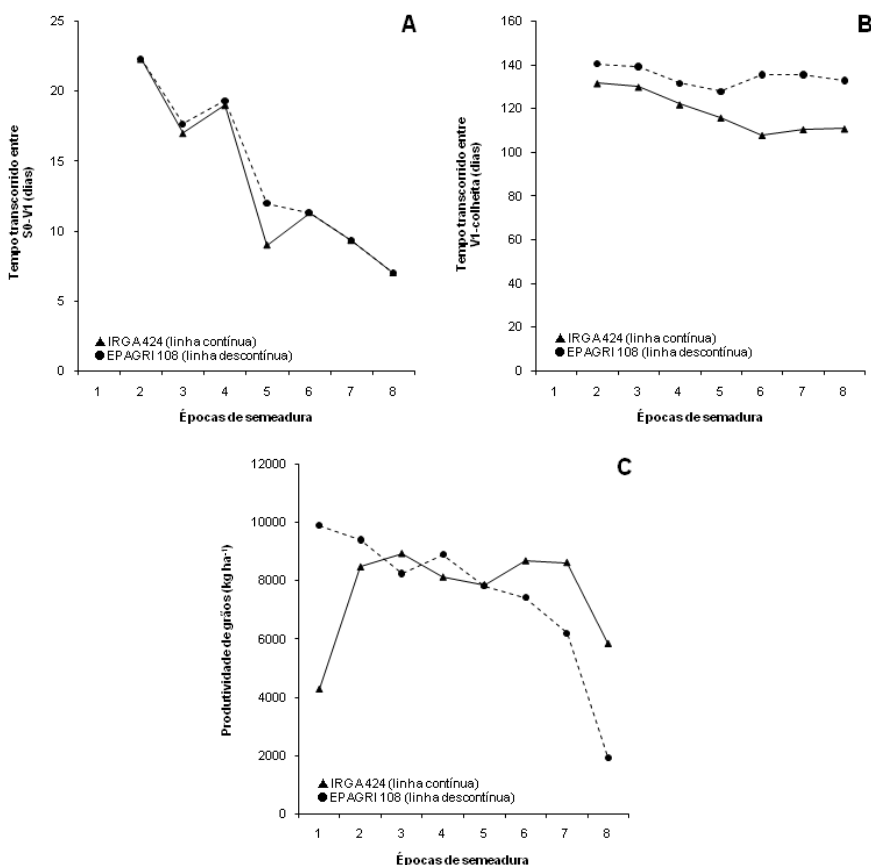 A
25
20
15
10
5
0
1 2 3 4 5 6 7 8
Tempo transcorrido entre
S0-V1 (dias)
IRGA 424 (linha contínua)
EPAGRI 108 (linha descontínua)
Épocas de semeadura
B
160
140
120
100
80
60
40
20
0
1 2 3 4 5 6 7 8
Tempo transcorrido entre
V1-colheita (dias)
IRGA 424 (linha contínua)
EPAGRI 108 (linha descontínua)
Épocas de semadura
C
12000
10000
8000
6000
4000
2000
0
1 2 3 4 5 6 7 8
Produtividade de grãos (kg ha⁻¹)
IRGA 424 (linha contínua)
EPAGRI 108 (linha descontínua)
Épocas de semeadura